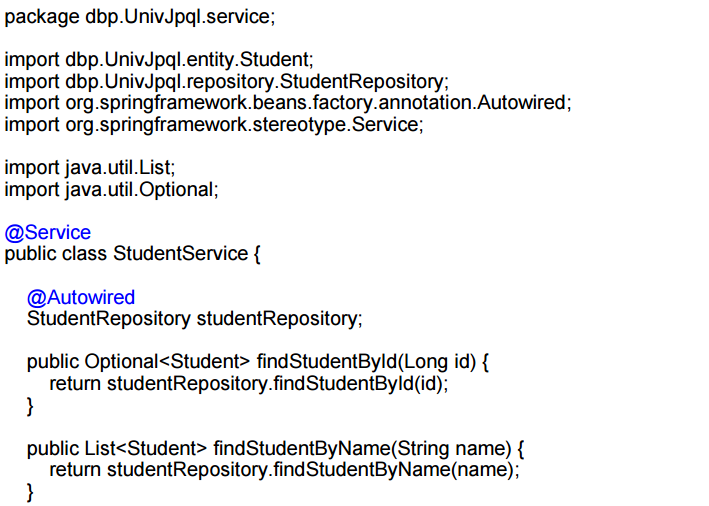 package dbp.UnivJpql.service;
import dbp.UnivJpql.entity.Student;
import dbp.UnivJpql.repository.StudentRepository;
import org.springframework.beans.factory.annotation.Autowired;
import org.springframework.stereotype.Service;
import java.util.List;
import java.util.Optional;
@Service
public class StudentService {
@Autowired
StudentRepository studentRepository;
public Optional<Student> findStudentById(Long id) {
return studentRepository.findStudentById(id);
}
public List<Student> findStudentByName(String name) {
return studentRepository.findStudentByName(name);
}